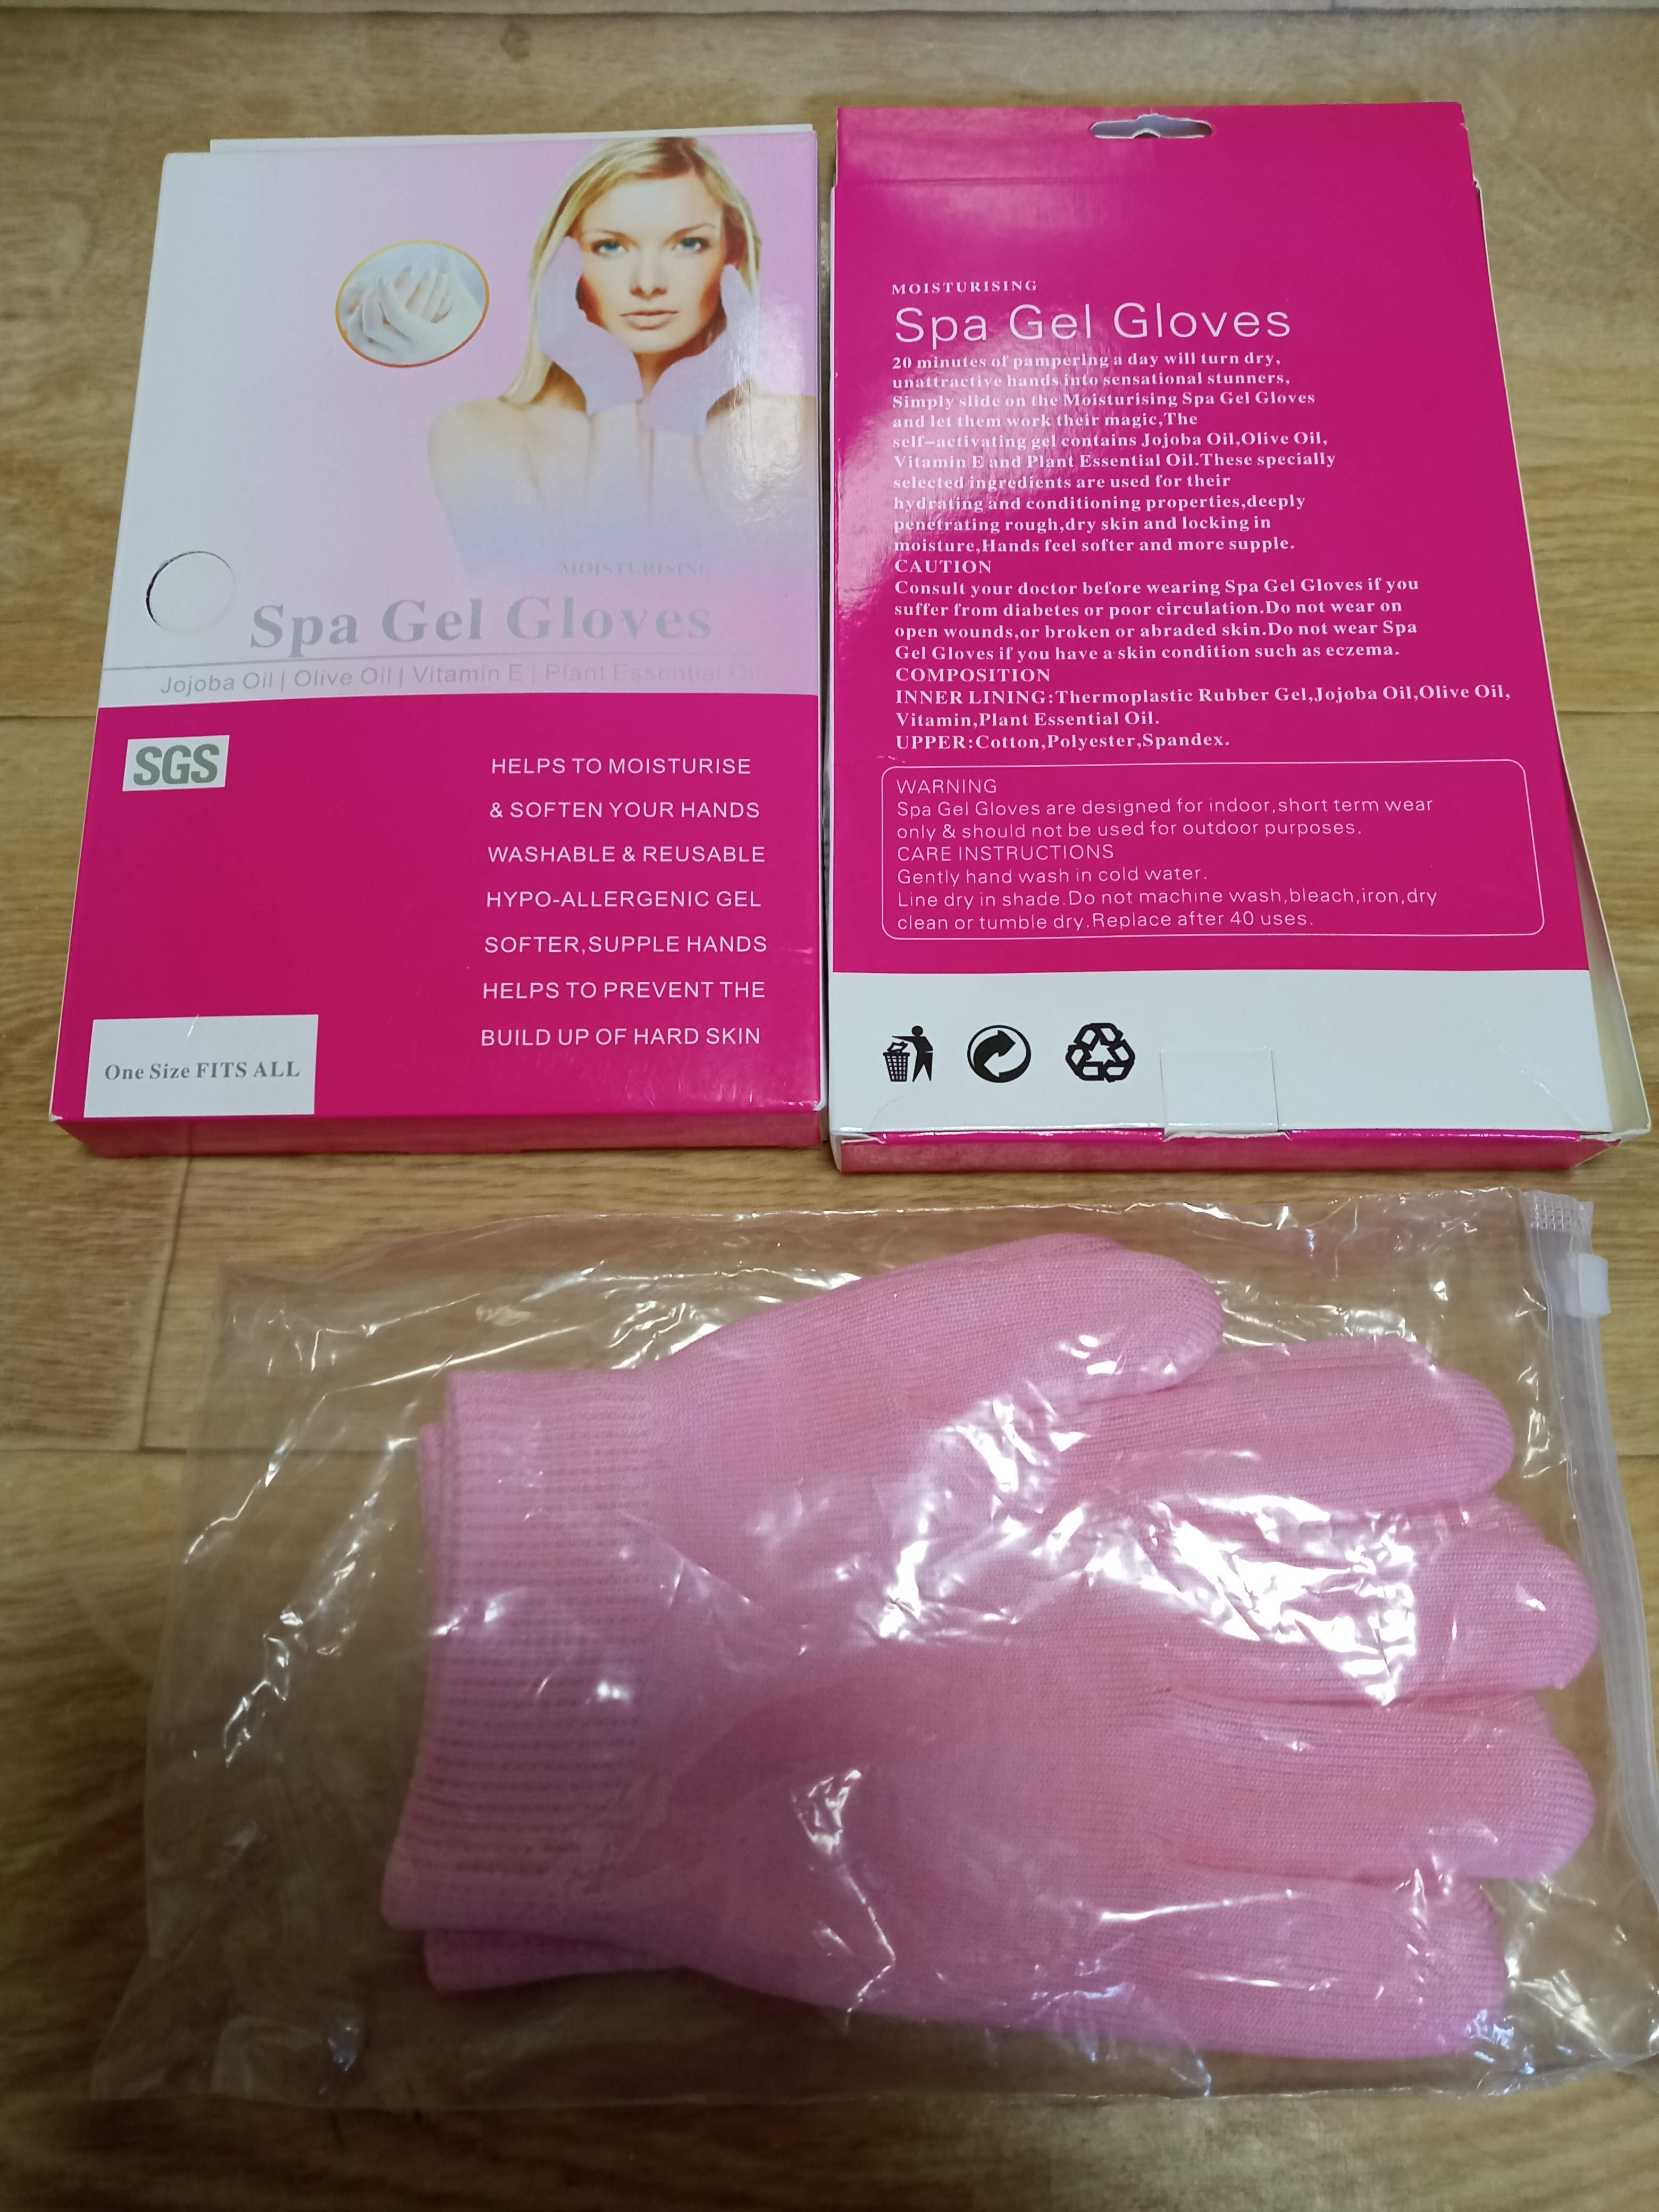 MOISTURISING
Spa Gel Gloves
Jojoba Oil | Olive Oil | Vitamin E | Plant Essential Oil
SGS
HELPS TO MOISTURISE
& SOFTEN YOUR HANDS
WASHABLE & REUSABLE
HYPO-ALLERGENIC GEL
SOFTER,SUPPLE HANDS
HELPS TO PREVENT THE
BUILD UP OF HARD SKIN
One Size FITS ALL
MOISTURISING
Spa Gel Gloves
20 minutes of pampering a day will turn dry,
unattractive hands into sensational stunners,
Simply slide on the Moisturising Spa Gel Gloves
and let them work their magic,The
self-activating gel contains Jojoba Oil,Olive Oil,
Vitamin E and Plant Essential Oil.These specially
selected ingredients are used for their
hydrating and conditioning properties,deeply
penetrating rough,dry skin and locking in
moisture,Hands feel softer and more supple.
CAUTION
Consult your doctor before wearing Spa Gel Gloves if you
suffer from diabetes or poor circulation.Do not wear on
open wounds,or broken or abraded skin.Do not wear Spa
Gel Gloves if you have a skin condition such as eczema.
COMPOSITION
INNER LINING:Thermoplastic Rubber Gel,Jojoba Oil,Olive Oil,
Vitamin,Plant Essential Oil.
UPPER:Cotton,Polyester,Spandex.
WARNING
Spa Gel Gloves are designed for indoor,short term wear
only & should not be used for outdoor purposes.
CARE INSTRUCTIONS
Gently hand wash in cold water.
Line dry in shade.Do not machine wash,bleach,iron,dry
clean or tumble dry.Replace after 40 uses.